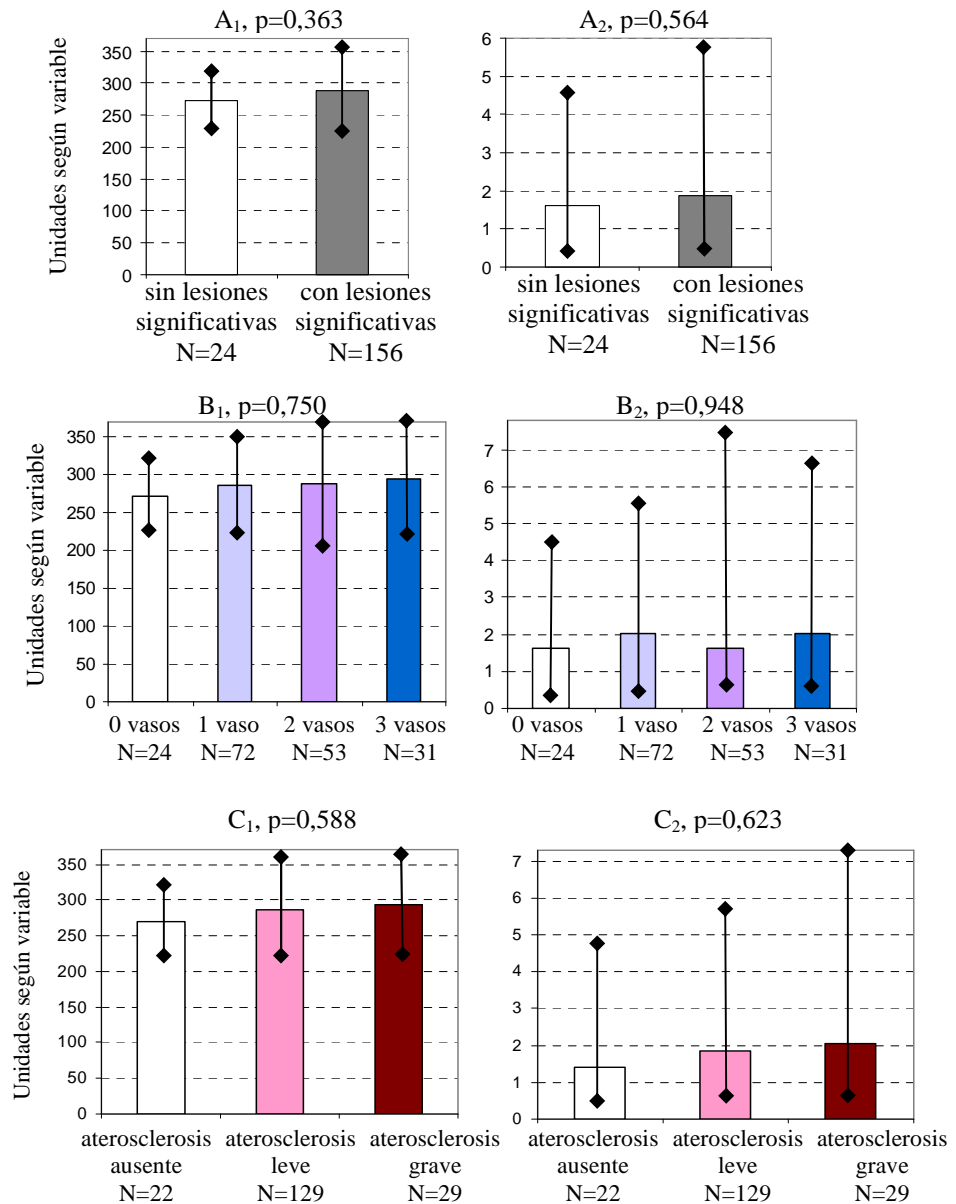 A₁, p=0,363
Unidades según variable
350
300
250
200
150
100
50
0
sin lesiones
significativas
N=24
con lesiones
significativas
N=156
A₂, p=0,564
6
5
4
3
2
1
0
sin lesiones
significativas
N=24
con lesiones
significativas
N=156
B₁, p=0,750
Unidades según variable
350
300
250
200
150
100
50
0
0 vasos
N=24
1 vaso
N=72
2 vasos
N=53
3 vasos
N=31
B₂, p=0,948
7
6
5
4
3
2
1
0
0 vasos
N=24
1 vaso
N=72
2 vasos
N=53
3 vasos
N=31
C₁, p=0,588
Unidades según variable
350
300
250
200
150
100
50
0
aterosclerosis
ausente
N=22
aterosclerosis
leve
N=129
aterosclerosis
grave
N=29
C₂, p=0,623
7
6
5
4
3
2
1
0
aterosclerosis
ausente
N=22
aterosclerosis
leve
N=129
aterosclerosis
grave
N=29